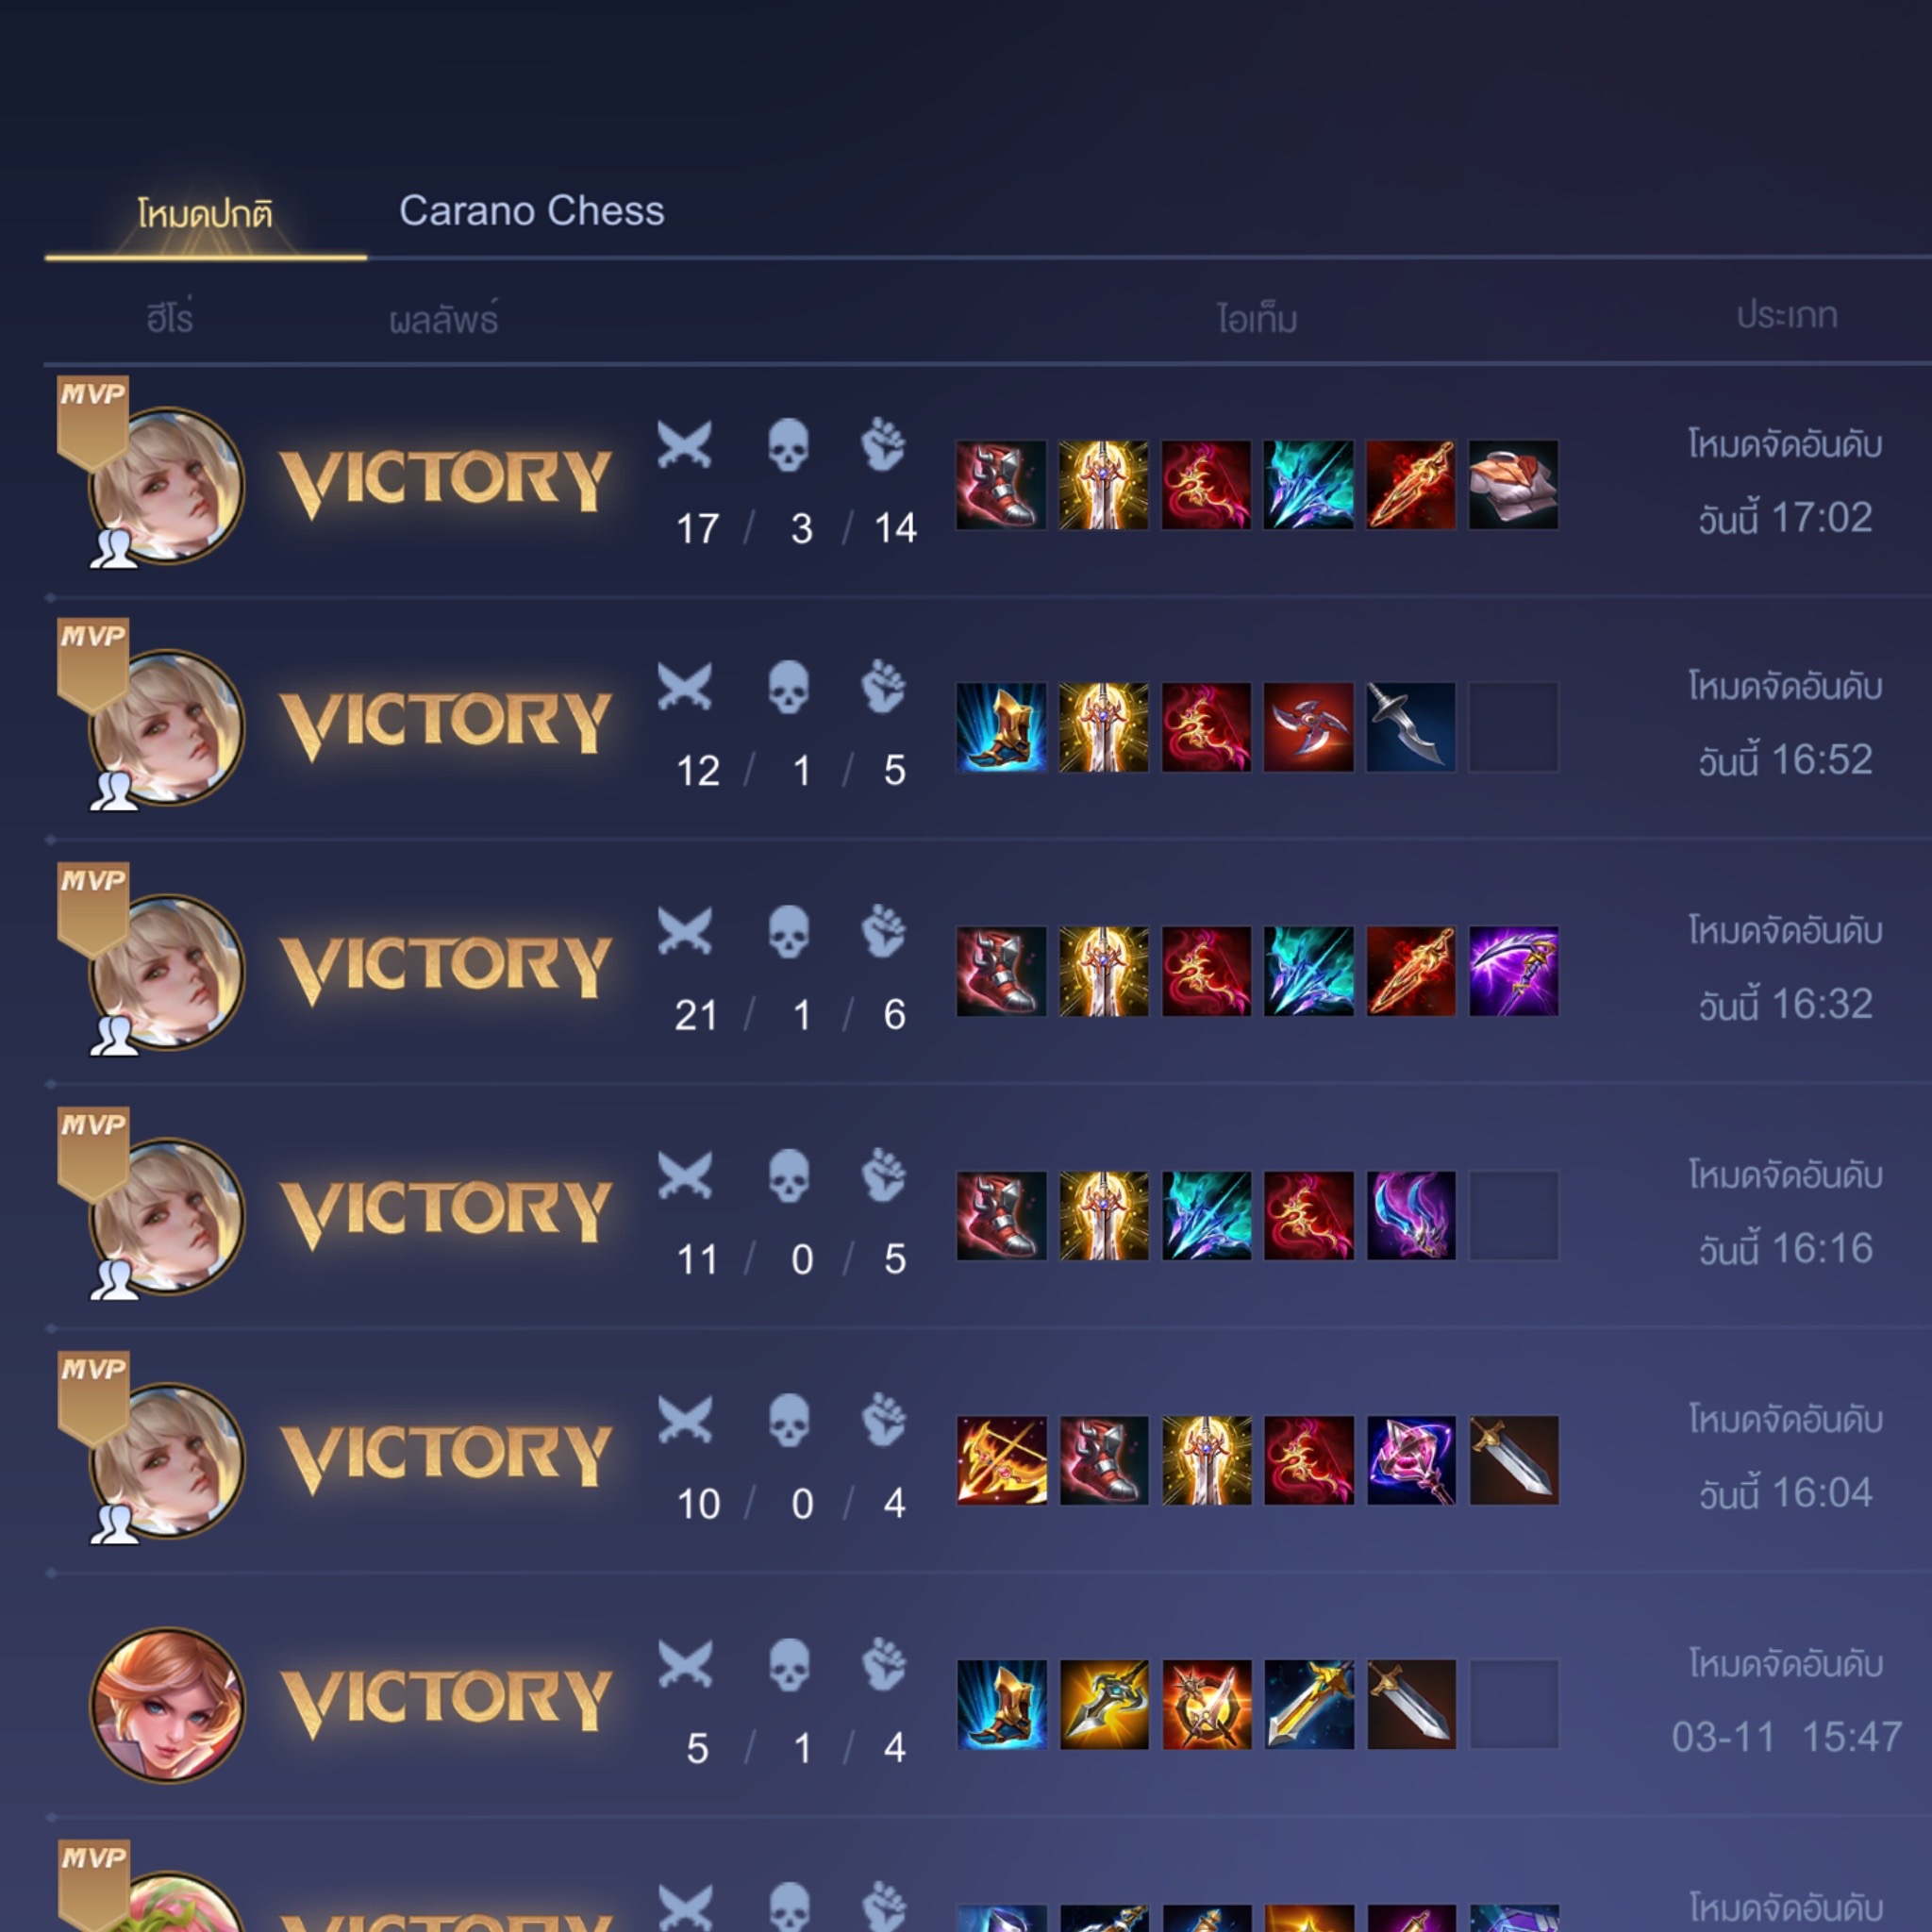 โหมดปกติ Carano Chess
ฮีโร่ ผลลัพธ์ ไอเท็ม ประเภท
MVP
VICTORY
17 / 3 / 14
โหมดจัดอันดับ
วันนี้ 17:02
MVP
VICTORY
12 / 1 / 5
โหมดจัดอันดับ
วันนี้ 16:52
MVP
VICTORY
21 / 1 / 6
โหมดจัดอันดับ
วันนี้ 16:32
MVP
VICTORY
11 / 0 / 5
โหมดจัดอันดับ
วันนี้ 16:16
MVP
VICTORY
10 / 0 / 4
โหมดจัดอันดับ
วันนี้ 16:04
VICTORY
5 / 1 / 4
โหมดจัดอันดับ
03-11 15:47
MVP
VICTORY
โหมดจัดอันดับ